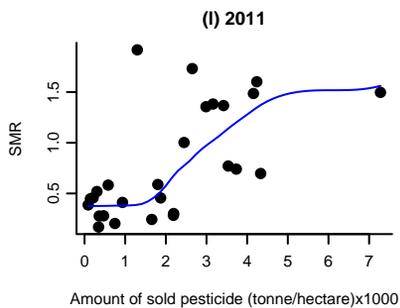 (l) 2011
SMR
1.5
1.0
0.5
0 1 2 3 4 5 6 7
Amount of sold pesticide (tonne/hectare)x1000